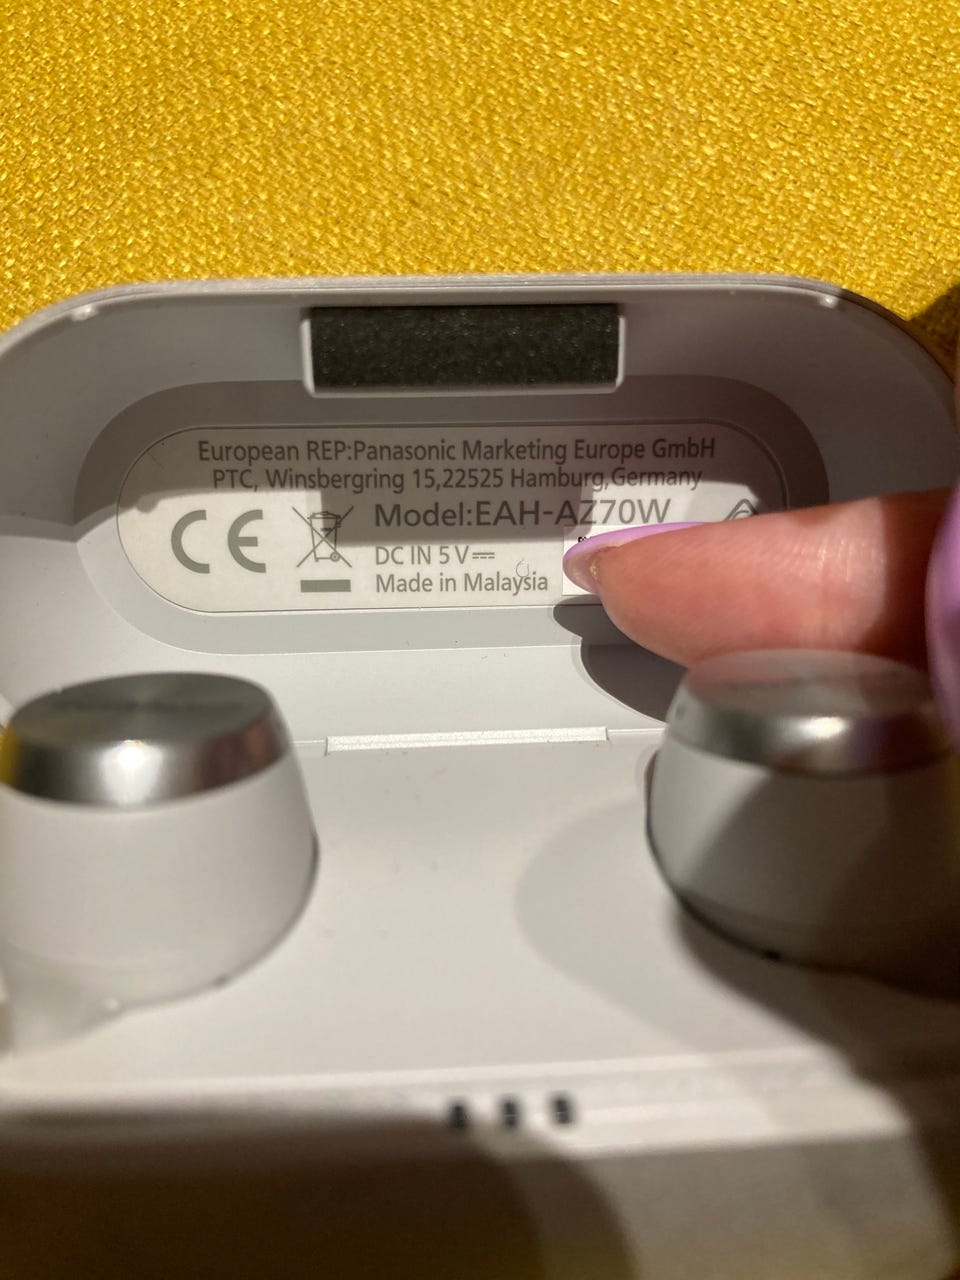 European REP:Panasonic Marketing Europe GmbH
PTC, Winsbergring 15,22525 Hamburg,Germany
CE
Model:EAH-AZ70W
DC IN 5 V⎓
Made in Malaysia